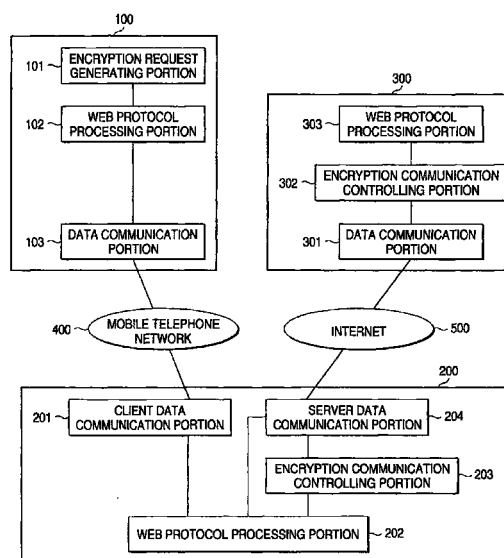 100
101
ENCRYPTION REQUEST
GENERATING PORTION
102
WEB PROTOCOL
PROCESSING PORTION
103
DATA COMMUNICATION
PORTION
300
303
WEB PROTOCOL
PROCESSING PORTION
302
ENCRYPTION COMMUNICATION
CONTROLLING PORTION
301
DATA COMMUNICATION
PORTION
400
MOBILE TELEPHONE
NETWORK
INTERNET
500
200
201
CLIENT DATA
COMMUNICATION PORTION
SERVER DATA
COMMUNICATION PORTION
204
ENCRYPTION COMMUNICATION
CONTROLLING PORTION
203
WEB PROTOCOL PROCESSING PORTION
202